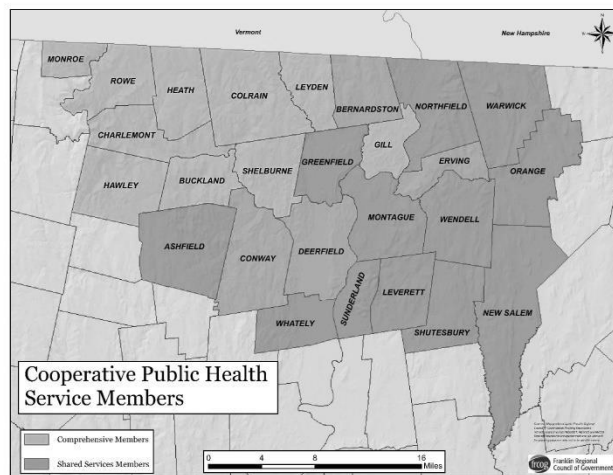 Vermont
New Hampshire
MONROE
ROWE
HEATH
COLRAIN
LEYDEN
BERNARDSTON
NORTHFIELD
WARWICK
CHARLEMONT
GREENFIELD
GILL
ERVING
ORANGE
HAWLEY
BUCKLAND
SHELBURNE
MONTAGUE
WENDELL
ASHFIELD
CONWAY
DEERFIELD
SUNDERLAND
LEVERETT
NEW SALEM
WHATELY
SHUTESBURY
Cooperative Public Health
Service Members
Comprehensive Members
Shared Services Members
0 4 8 16
Miles
frcog
Franklin Regional
Council of Governments